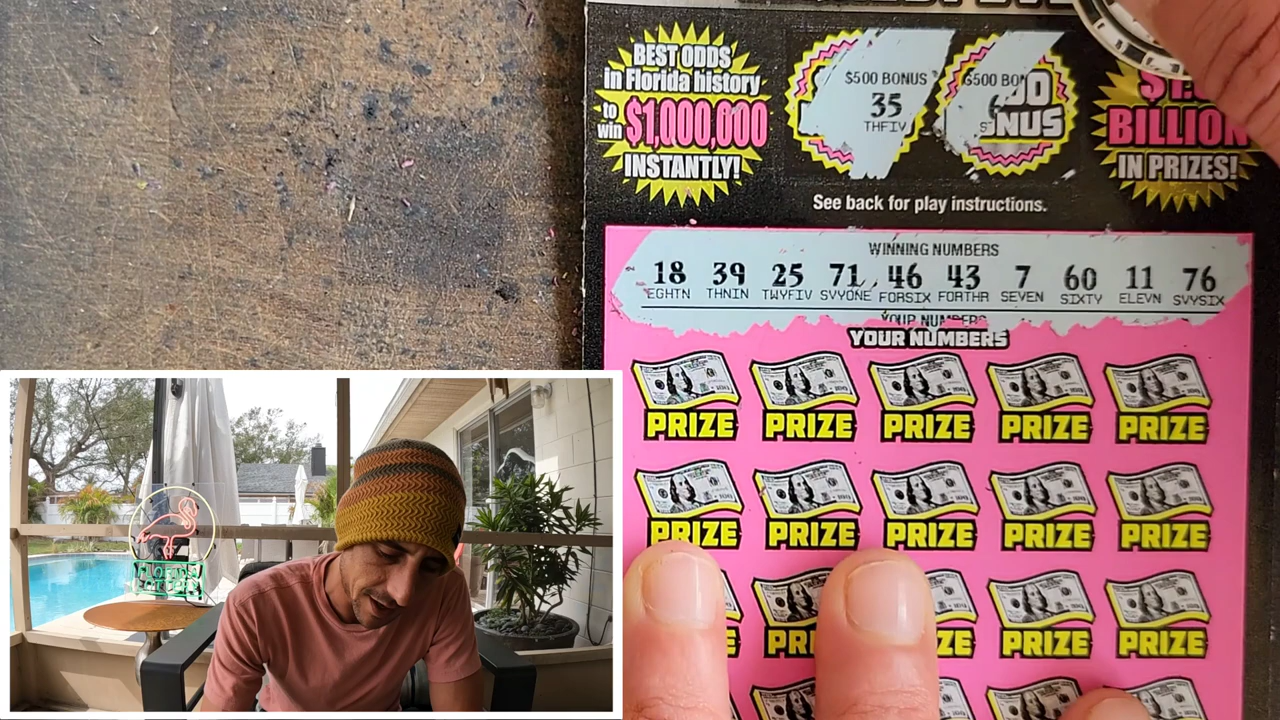 BEST ODDS
in Florida history
to win $1,000,000
INSTANTLY!
$500 BONUS
35
THFIV
$500
BILLION
IN PRIZES!
See back for play instructions.
WINNING NUMBERS
18 39 25 71 46 43 7 60 11 76
EGHTN THNIN TWYFIV SVYONE FORSIX FORTHR SEVEN SIXTY ELEVN SVYSIX
YOUR NUMBERS
YOUR NUMBERS
PRIZE PRIZE PRIZE PRIZE PRIZE
PRIZE PRIZE PRIZE PRIZE PRIZE
PRIZE PRIZE